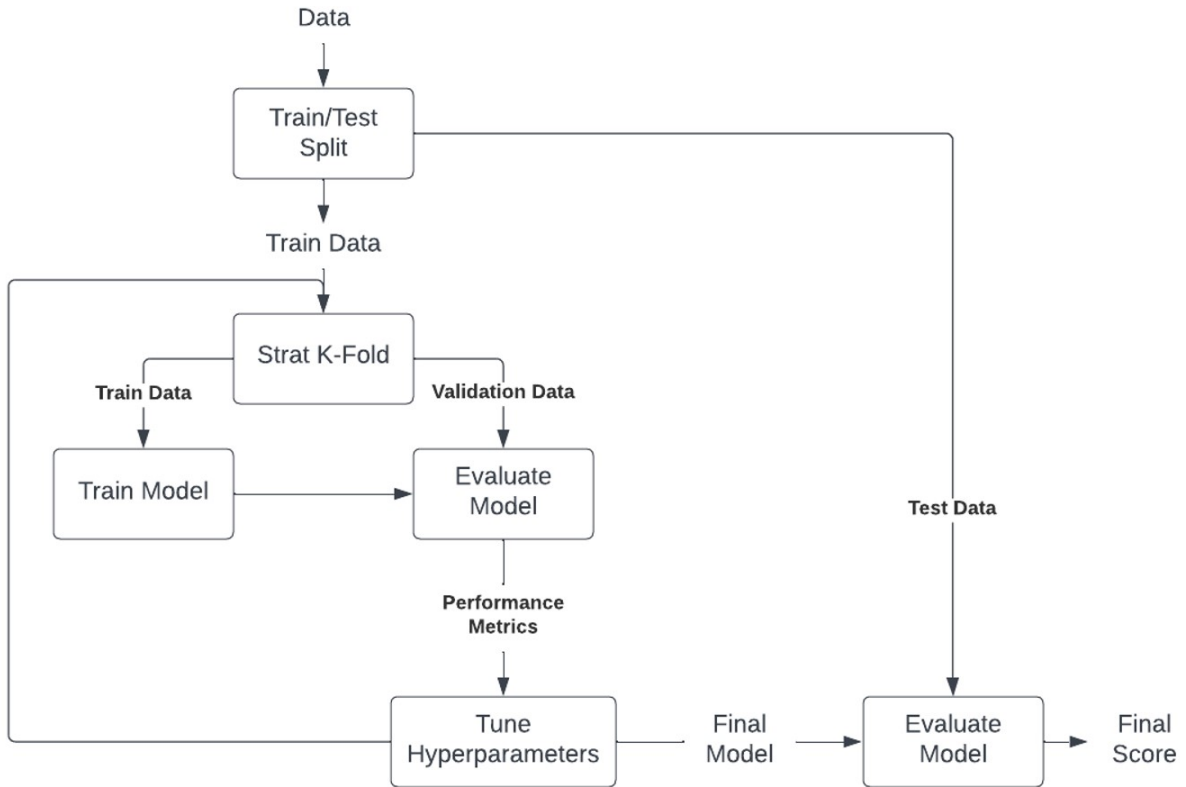 Data
Train/Test
Split
Train Data
Strat K-Fold
Train Data
Validation Data
Train Model
Evaluate
Model
Test Data
Performance
Metrics
Tune
Hyperparameters
Final
Model
Evaluate
Model
Final
Score